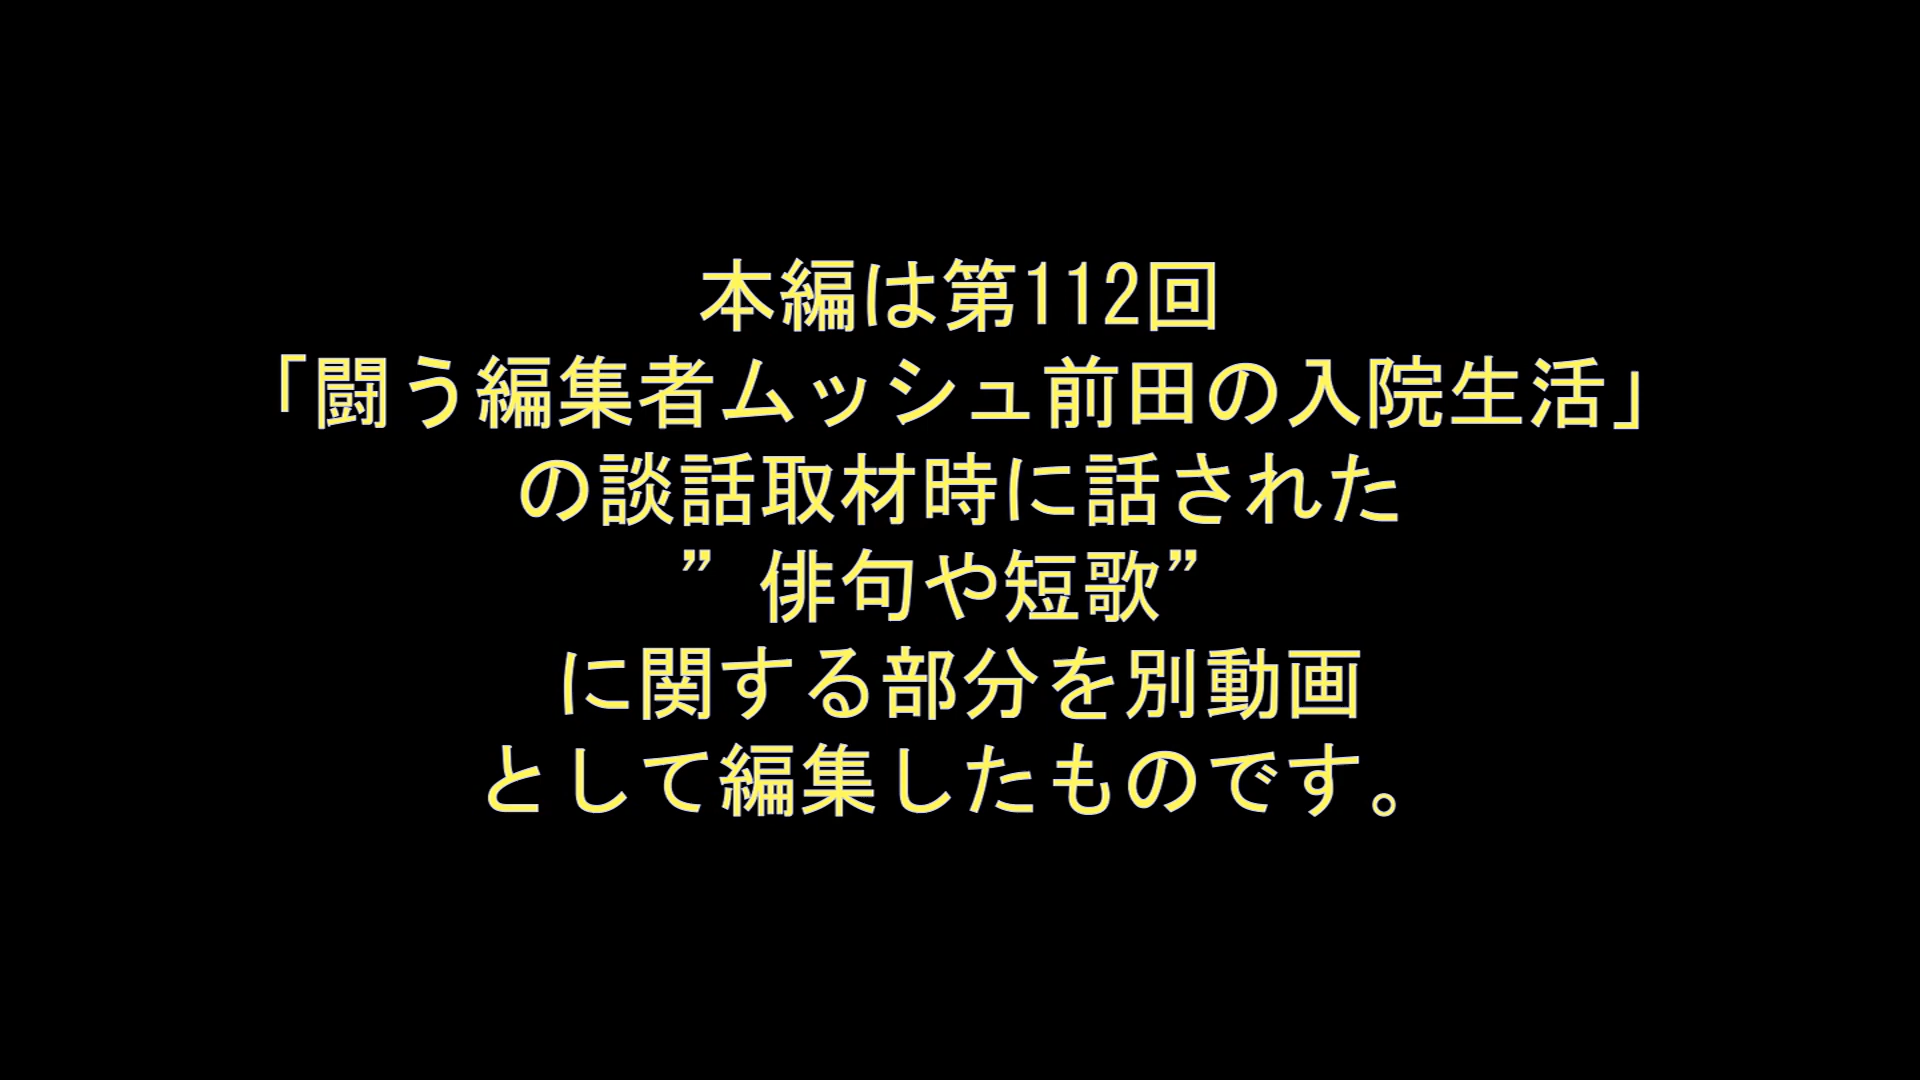 本編は第112回
「闘う編集者ムッシュ前田の入院生活」
の談話取材時に話された
”俳句や短歌”
に関する部分を別動画
として編集したものです。